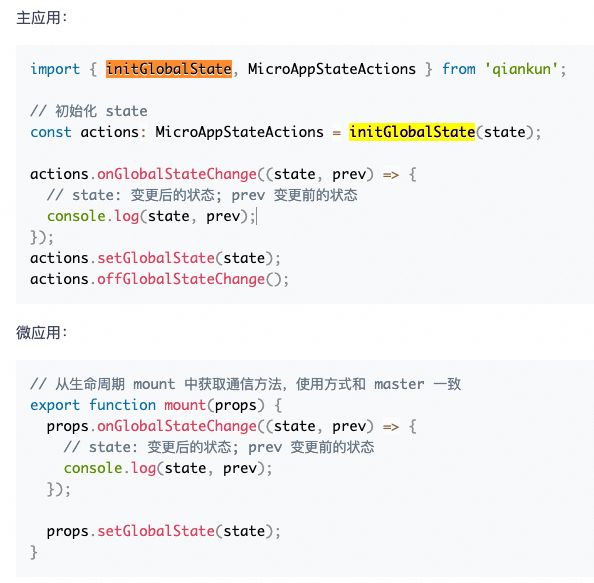 主应用：
import { initGlobalState, MicroAppStateActions } from 'qiankun';
// 初始化 state
const actions: MicroAppStateActions = initGlobalState(state);
actions.onGlobalStateChange((state, prev) => {
// state: 变更后的状态; prev 变更前的状态
console.log(state, prev);
});
actions.setGlobalState(state);
actions.offGlobalStateChange();
微应用：
// 从生命周期 mount 中获取通信方法，使用方式和 master 一致
export function mount(props) {
props.onGlobalStateChange((state, prev) => {
// state: 变更后的状态; prev 变更前的状态
console.log(state, prev);
});
props.setGlobalState(state);
}